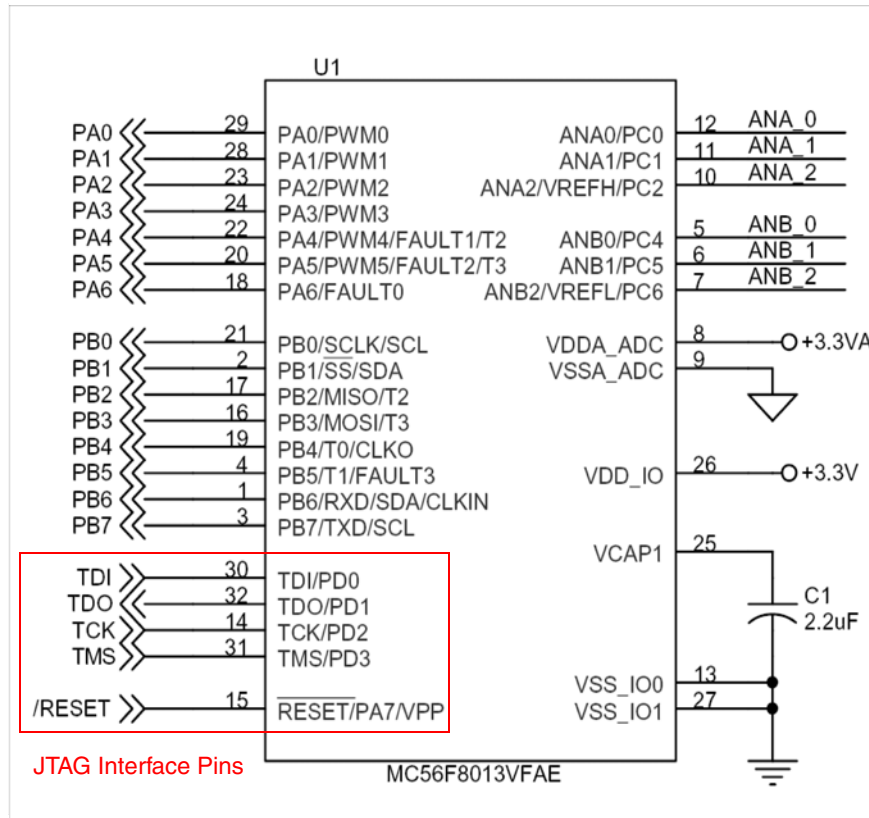 U1
PA0 29 PA0/PWM0
PA1 28 PA1/PWM1
PA2 23 PA2/PWM2
PA3 24 PA3/PWM3
PA4 22 PA4/PWM4/FAULT1/T2
PA5 20 PA5/PWM5/FAULT2/T3
PA6 18 PA6/FAULT0
PB0 21 PB0/SCLK/SCL
PB1 2 PB1/SS/SDA
PB2 17 PB2/MISO/T2
PB3 16 PB3/MOSI/T3
PB4 19 PB4/T0/CLKO
PB5 4 PB5/T1/FAULT3
PB6 1 PB6/RXD/SDA/CLKIN
PB7 3 PB7/TXD/SCL
TDI 30 TDI/PD0
TDO 32 TDO/PD1
TCK 14 TCK/PD2
TMS 31 TMS/PD3
/RESET 15 RESET/PA7/VPP
JTAG Interface Pins
ANA0/PC0 12 ANA_0
ANA1/PC1 11 ANA_1
ANA2/VREFH/PC2 10 ANA_2
ANB0/PC4 5 ANB_0
ANB1/PC5 6 ANB_1
ANB2/VREFL/PC6 7 ANB_2
VDDA_ADC 8 +3.3VA
VSSA_ADC 9
VDD_IO 26 +3.3V
VCAP1 25
C1
2.2uF
VSS_IO0 13
VSS_IO1 27
MC56F8013VFAE